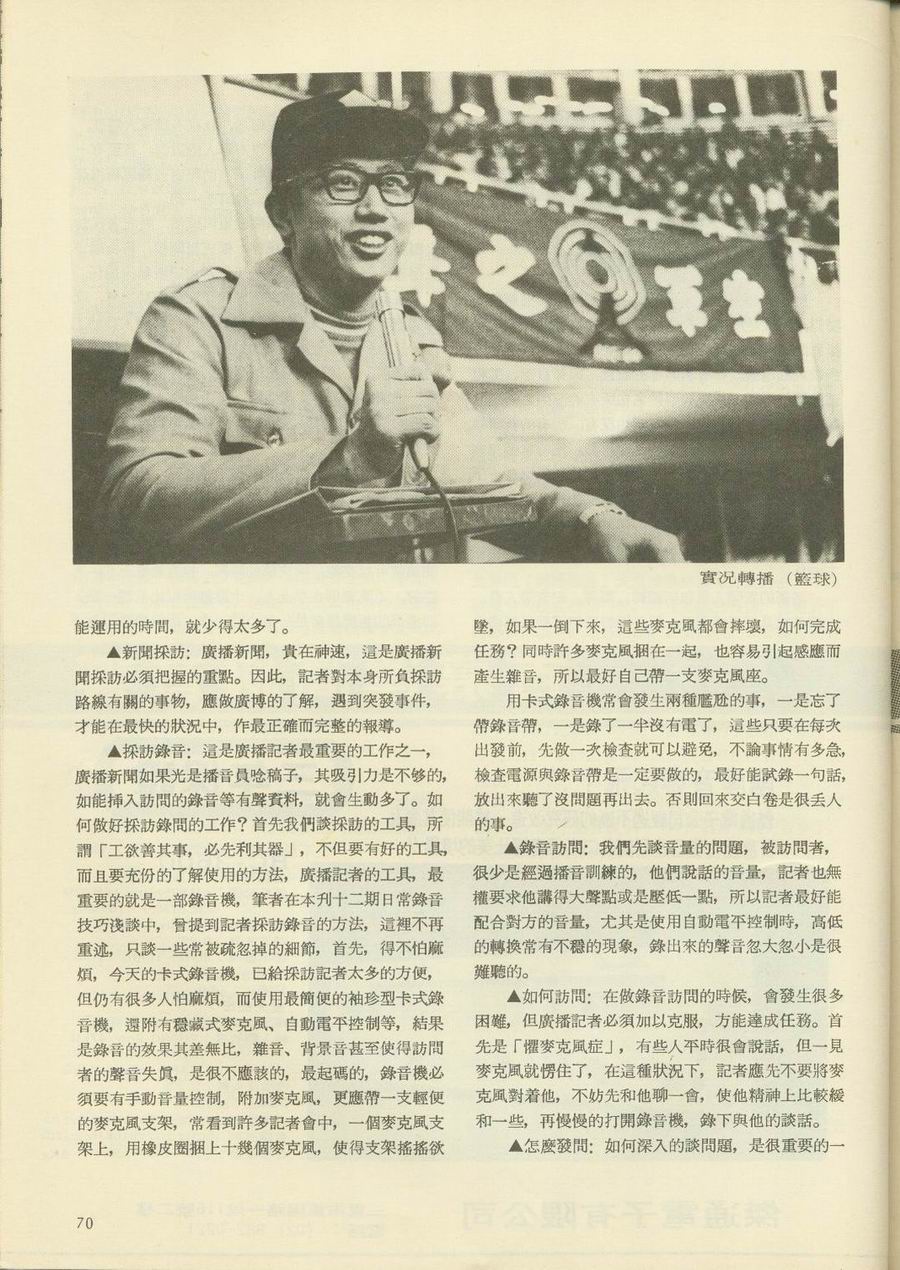 之
軍
聲
實况轉播（籃球）
能運用的時間，就少得太多了。
▲新聞採訪：廣播新聞，貴在神速，這是廣播新
聞採訪必須把握的重點。因此，記者對本身所負採訪
路線有關的事物，應做廣博的了解，遇到突發事件，
才能在最快的狀況中，作最正確而完整的報導。
▲採訪錄音：這是廣播記者最重要的工作之一，
廣播新聞如果光是播音員唸稿子，其吸引力是不够的，
如能挿入訪問的錄音等有聲資料，就會生動多了。如
何做好採訪錄問的工作？首先我們談採訪的工具，所
謂「工欲善其事，必先利其器」，不但要有好的工具，
而且要充份的了解使用的方法，廣播記者的工具，最
重要的就是一部錄音機，筆者在本刋十二期日常錄音
技巧淺談中，曾提到記者採訪錄音的方法，這裡不再
重述，只談一些常被疏忽掉的細節，首先，得不怕麻
煩，今天的卡式錄音機，已給採訪記者太多的方便，
但仍有很多人怕麻煩，而使用最簡便的袖珍型卡式錄
音機，還附有穩藏式麥克風、自動電平控制等，結果
是錄音的效果其差無比，雜音、背景音甚至使得訪問
者的聲音失眞，是很不應該的，最起碼的，錄音機必
須要有手動音量控制，附加麥克風，更應帶一支輕便
的麥克風支架，常看到許多記者會中，一個麥克風支
架上，用橡皮圈捆上十幾個麥克風，使得支架搖搖欲
墜，如果一倒下來，這些麥克風都會摔壞，如何完成
任務？同時許多麥克風捆在一起，也容易引起感應而
產生雜音，所以最好自己帶一支麥克風座。
用卡式錄音機常會發生兩種尶尬的事，一是忘了
帶錄音帶，一是錄了一半沒有電了，這些只要在每次
出發前，先做一次檢查就可以避免，不論事情有多急，
檢查電源與錄音帶是一定要做的，最好能試錄一句話，
放出來聽了沒問題再出去。否則回來交白卷是很丟人
的事。
▲錄音訪問：我們先談音量的問題，被訪問者，
很少是經過播音訓練的，他們說話的音量，記者也無
權要求他講得大聲點或是壓低一點，所以記者最好能
配合對方的音量，尤其是使用自動電平控制時，高低
的轉換常有不穩的現象，錄出來的聲音忽大忽小是很
難聽的。
▲如何訪問：在做錄音訪問的時候，會發生很多
困難，但廣播記者必須加以克服，方能達成任務。首
先是「懼麥克風症」，有些人平時很會說話，但一見
麥克風就愣住了，在這種狀況下，記者應先不要將麥
克風對着他，不妨先和他聊一會，使他精神上比較緩
和一些，再慢慢的打開錄音機，錄下與他的談話。
▲怎麽發問：如何深入的談問題，是很重要的一
70